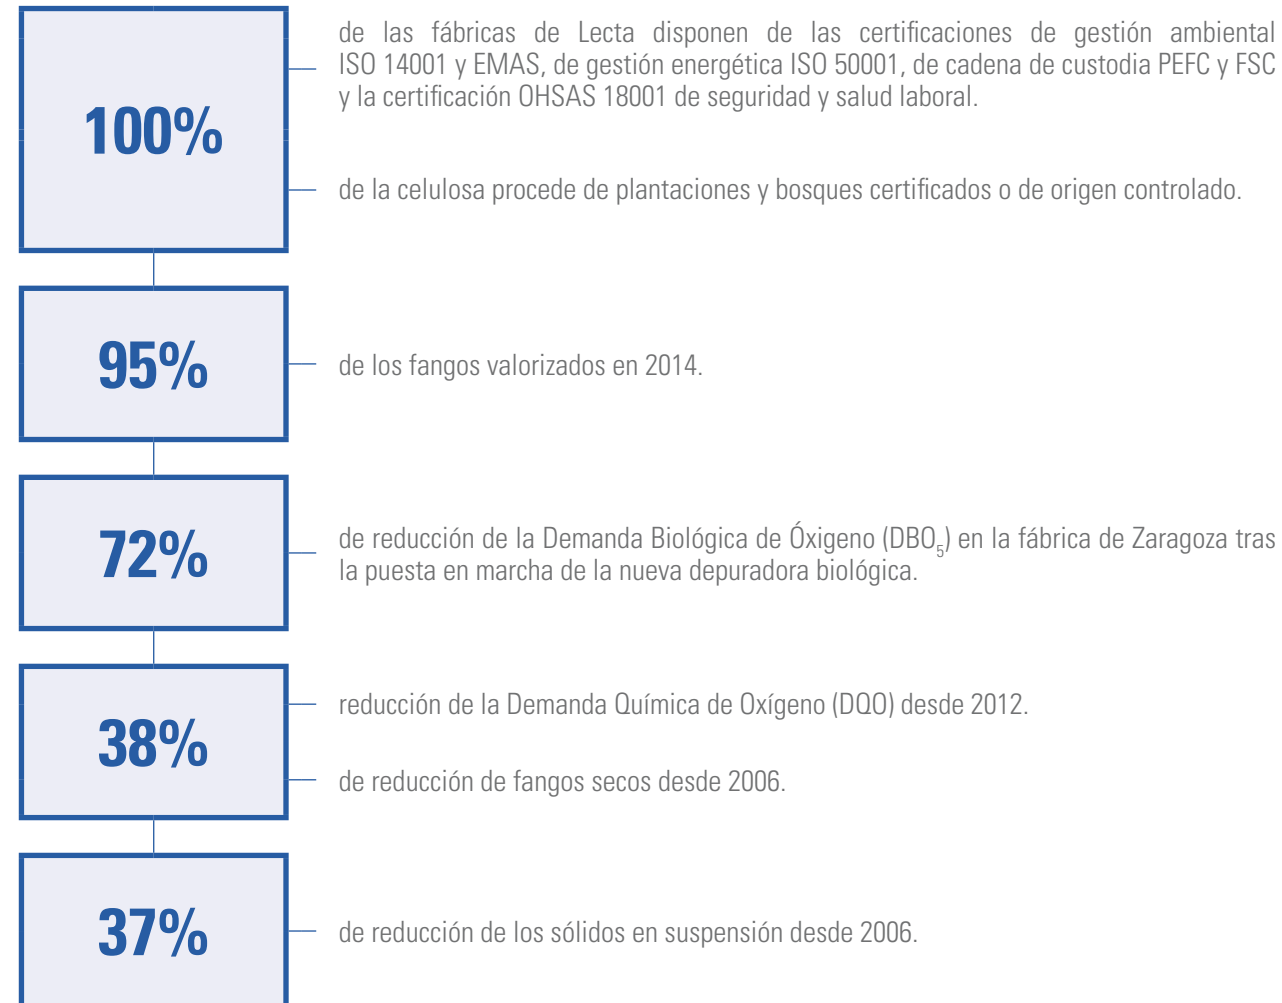 100%
de las fábricas de Lecta disponen de las certificaciones de gestión ambiental
ISO 14001 y EMAS, de gestión energética ISO 50001, de cadena de custodia PEFC y FSC
y la certificación OHSAS 18001 de seguridad y salud laboral.
de la celulosa procede de plantaciones y bosques certificados o de origen controlado.
95%
de los fangos valorizados en 2014.
72%
de reducción de la Demanda Biológica de Óxigeno (DBO₅) en la fábrica de Zaragoza tras
la puesta en marcha de la nueva depuradora biológica.
38%
reducción de la Demanda Química de Oxígeno (DQO) desde 2012.
de reducción de fangos secos desde 2006.
37%
de reducción de los sólidos en suspensión desde 2006.